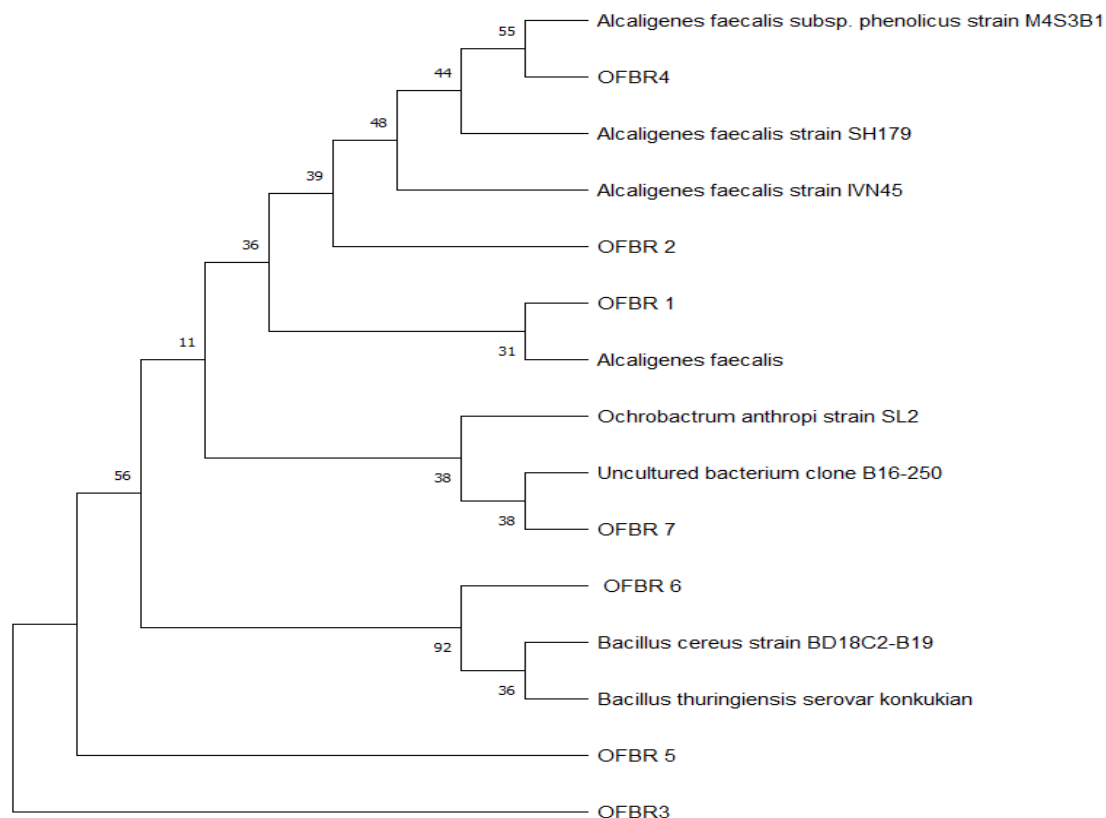 Alcaligenes faecalis subsp. phenolicus strain M4S3B1
55
OFBR4
44
Alcaligenes faecalis strain SH179
48
Alcaligenes faecalis strain IVN45
39
OFBR 2
36
OFBR 1
31
Alcaligenes faecalis
11
Ochrobactrum anthropi strain SL2
38
Uncultured bacterium clone B16-250
56
38
OFBR 7
OFBR 6
92
Bacillus cereus strain BD18C2-B19
36
Bacillus thuringiensis serovar konkukian
OFBR 5
OFBR3